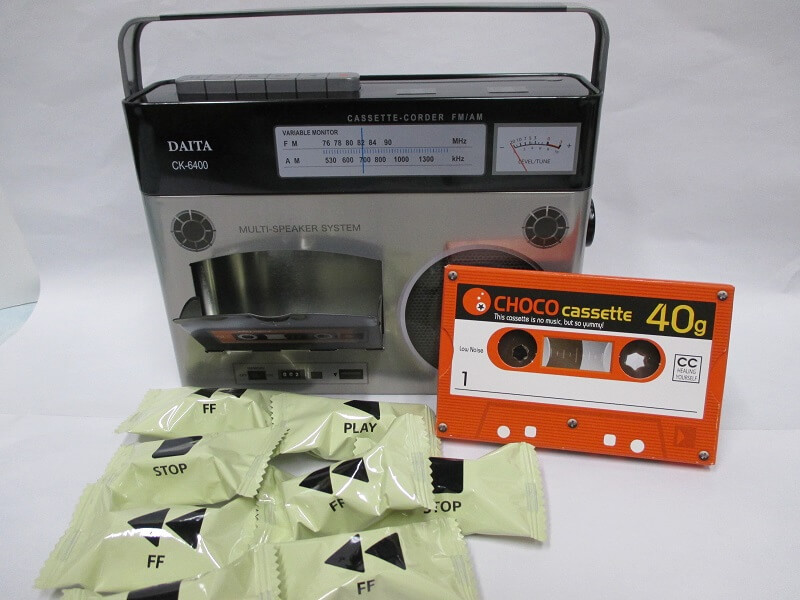 CASSETTE-CORDER FM/AM
DAITA
CK-6400
VARIABLE MONITOR
F M 76 78 80 82 84 90 MHz
A M 530 600 700 800 1000 1300 kHz
LEVEL/TUNE
MULTI-SPEAKER SYSTEM
CHOCO cassette 40g
This cassette is no music, but so yummy!
Low Noise
1
CC
HEALING
YOURSELF
FF
PLAY
STOP
FF
STOP
FF
FF